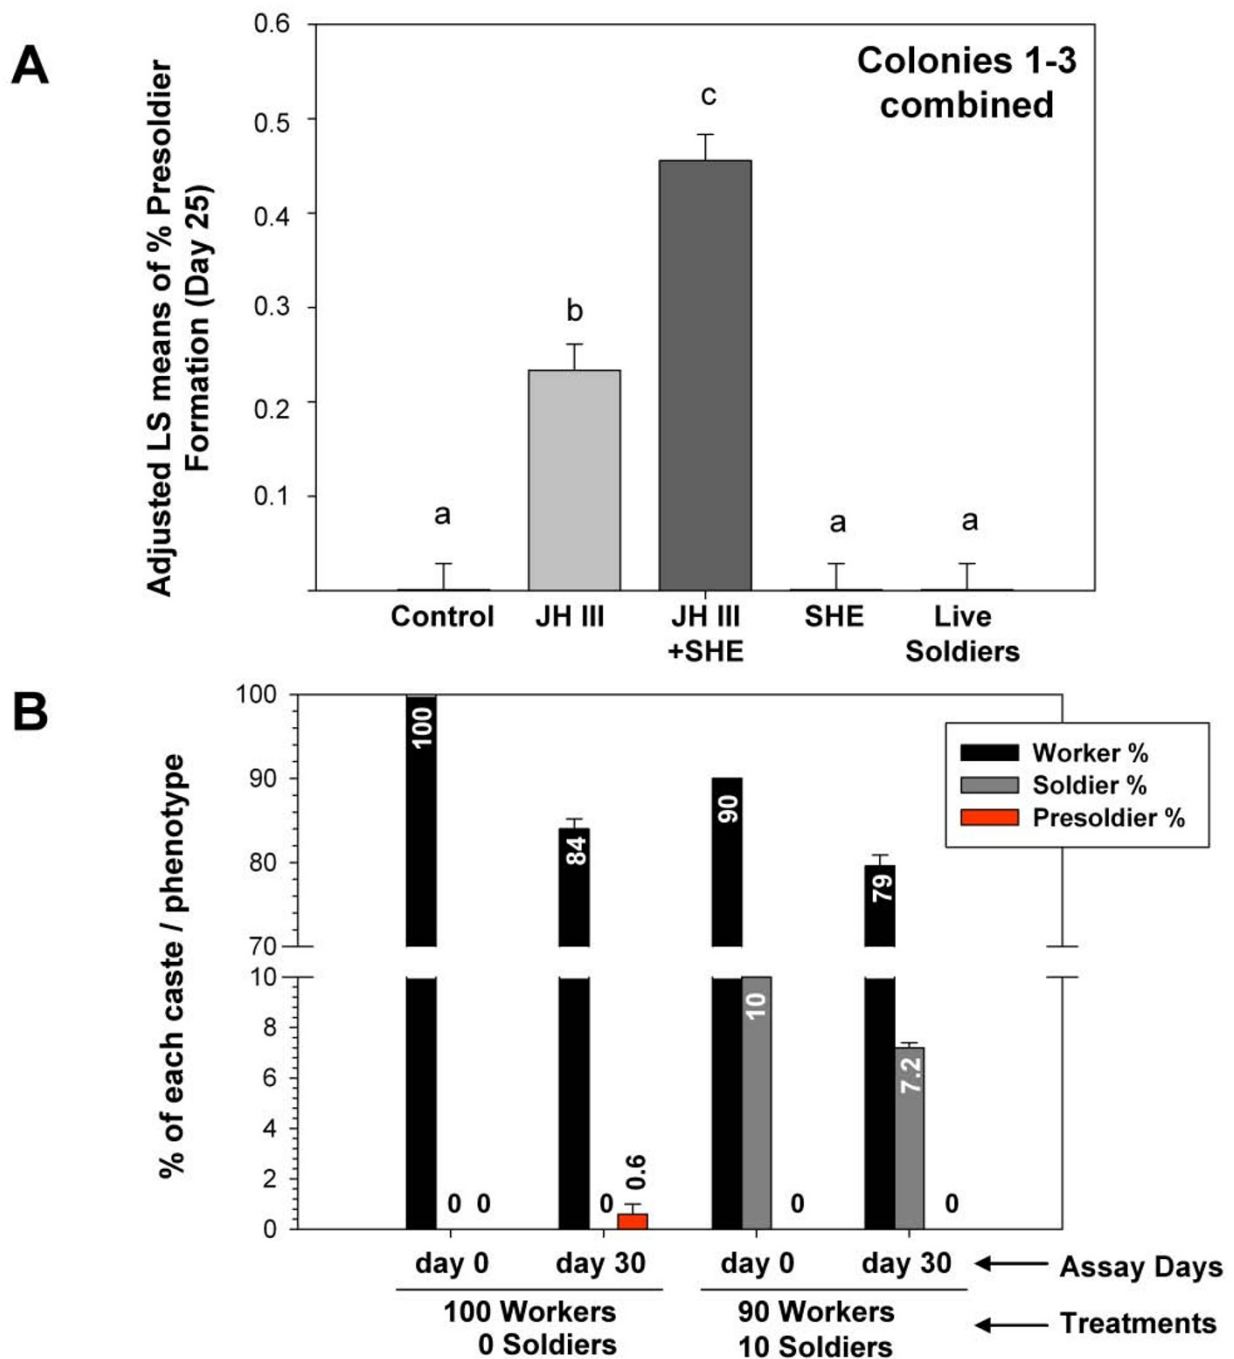 A
Adjusted LS means of % Presoldier
Formation (Day 25)
0.6
0.5
0.4
0.3
0.2
0.1
Colonies 1-3
combined
a
b
c
a
a
Control
JH III
JH III
+SHE
SHE
Live
Soldiers
B
% of each caste / phenotype
100
90
80
70
10
8
6
4
2
0
Worker %
Soldier %
Presoldier %
100
0 0
84
0
0.6
90
10
0
79
7.2
0
day 0
day 30
day 0
day 30
Assay Days
100 Workers
0 Soldiers
90 Workers
10 Soldiers
Treatments